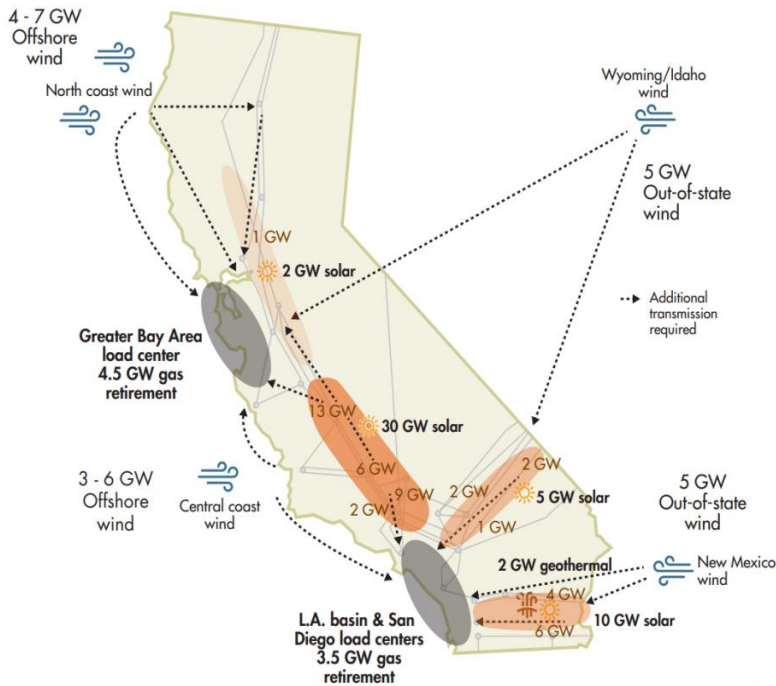 4 - 7 GW
Offshore
wind
North coast wind
Wyoming/Idaho
wind
5 GW
Out-of-state
wind
1 GW
2 GW solar
Additional
transmission
required
Greater Bay Area
load center
4.5 GW gas
retirement
13 GW
30 GW solar
6 GW
9 GW
2 GW
3 - 6 GW
Offshore
wind
Central coast
wind
2 GW
2 GW
5 GW solar
1 GW
5 GW
Out-of-state
wind
2 GW geothermal
New Mexico
wind
4 GW
10 GW solar
6 GW
L.A. basin & San
Diego load centers
3.5 GW gas
retirement